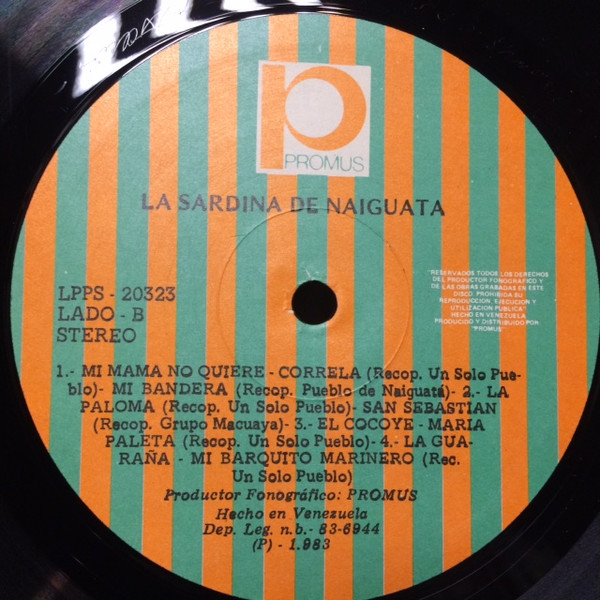 PROMUS
LA SARDINA DE NAIGUATA
LPPS - 20323
LADO - B
STEREO
"RESERVADOS TODOS LOS DERECHOS
DEL PRODUCTOR FONOGRAFICO Y
DE LAS OBRAS GRABADAS EN ESTE
DISCO. PROHIBIDA SU
REPRODUCCION, EJECUCION Y
UTILIZACION PUBLICA"
HECHO EN VENEZUELA
PRODUCIDO Y DISTRIBUIDO POR:
"PROMUS"
1.- MI MAMA NO QUIERE - CORRELA (Recop. Un Solo Pue-
blo)- MI BANDERA (Recop. Pueblo de Naiguatá)- 2.- LA
PALOMA (Recop. Un Solo Pueblo)- SAN SEBASTIAN
(Recop. Grupo Macuaya)- 3.- EL COCOYE - MARIA
PALETA (Recop. Un Solo Pueblo)- 4.- LA GUA-
RAÑA - MI BARQUITO MARINERO (Rec.
Un Solo Pueblo)
Productor Fonográfico: PROMUS
Hecho en Venezuela
Dep. Leg. n.b.- 83-6944
(P) - 1.983